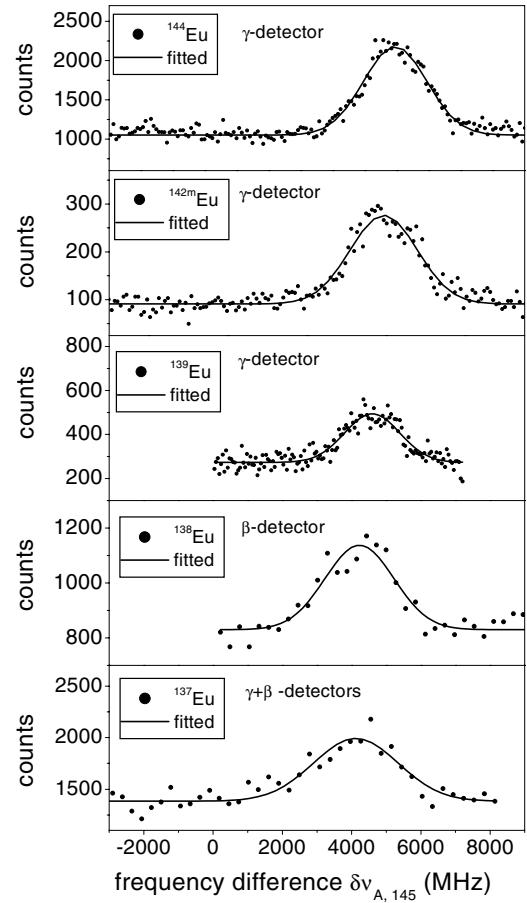 2500
2000
1500
1000
counts
¹⁴⁴Eu
fitted
γ-detector
300
200
100
counts
¹⁴²ᵐEu
fitted
γ-detector
800
600
400
200
counts
¹³⁹Eu
fitted
γ-detector
1200
1000
800
counts
¹³⁸Eu
fitted
β-detector
2500
2000
1500
counts
¹³⁷Eu
fitted
γ+β -detectors
-2000 0 2000 4000 6000 8000
frequency difference δν_A, 145 (MHz)